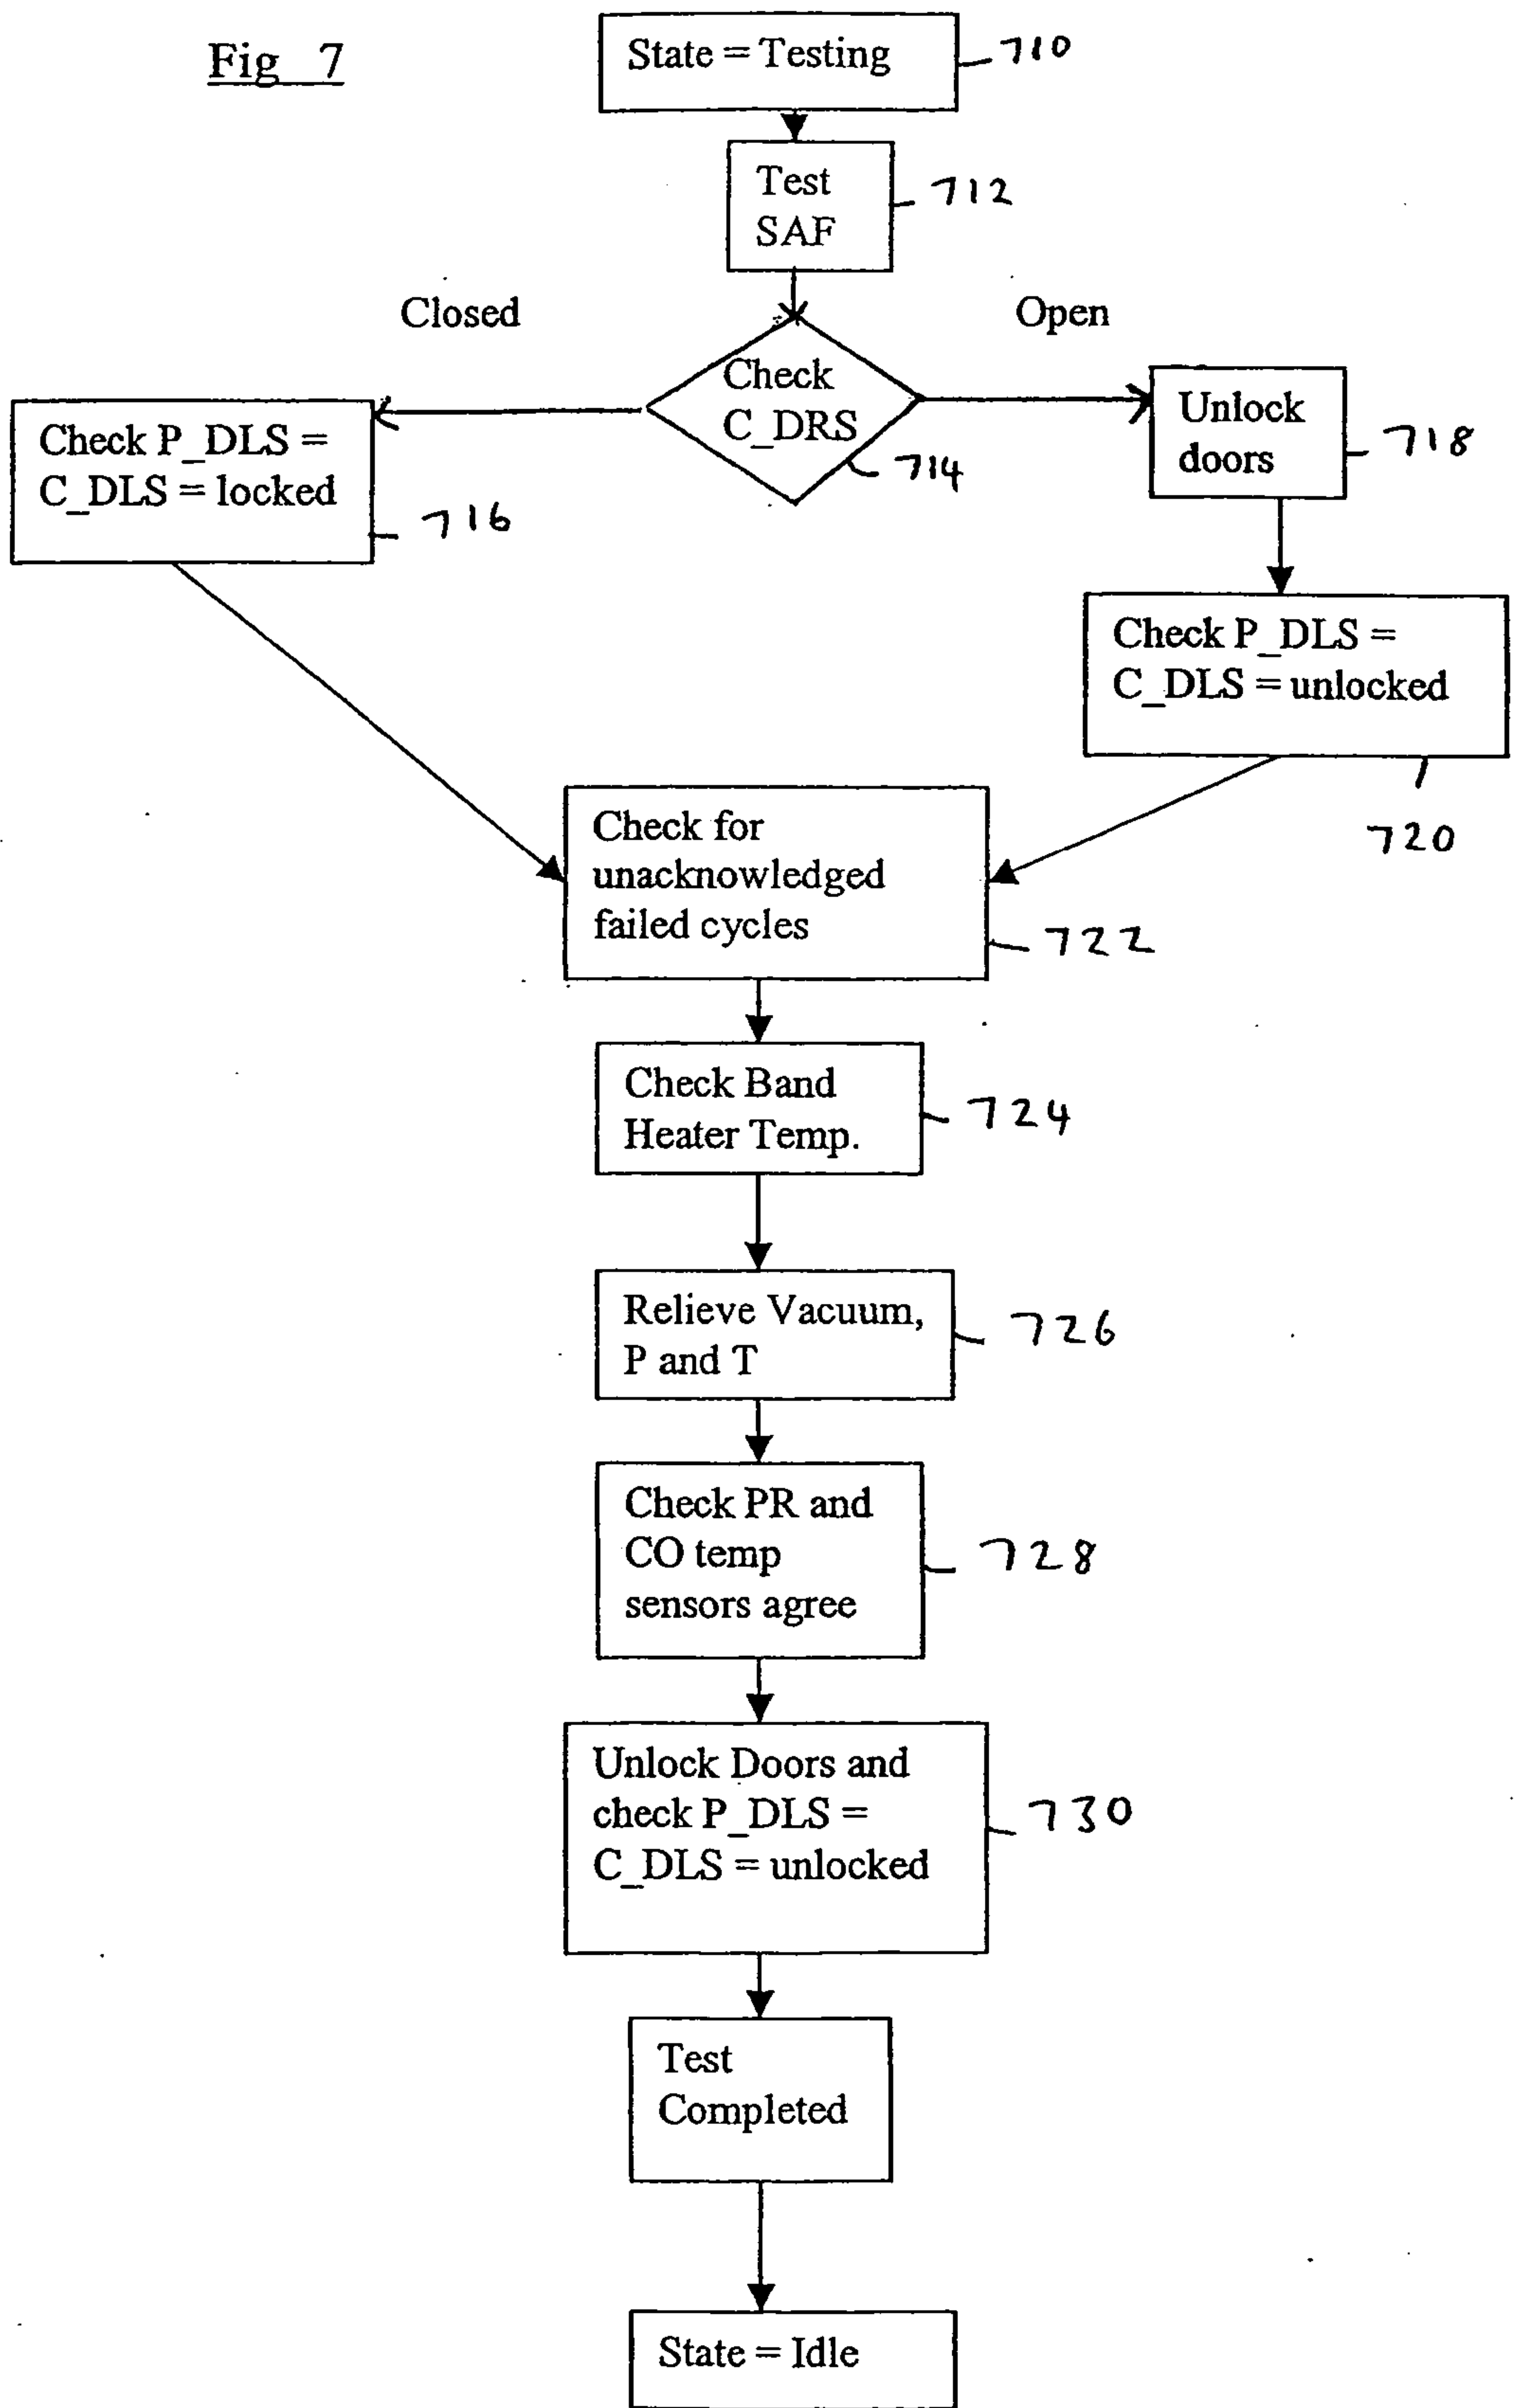 Fig 7
State = Testing
710
Test
SAF
712
Closed
Open
Check
C_DRS
714
Check P_DLS =
C_DLS = locked
716
Unlock
doors
718
Check P_DLS =
C_DLS = unlocked
720
Check for
unacknowledged
failed cycles
722
Check Band
Heater Temp.
724
Relieve Vacuum,
P and T
726
Check PR and
CO temp
sensors agree
728
Unlock Doors and
check P_DLS =
C_DLS = unlocked
730
Test
Completed
State = Idle